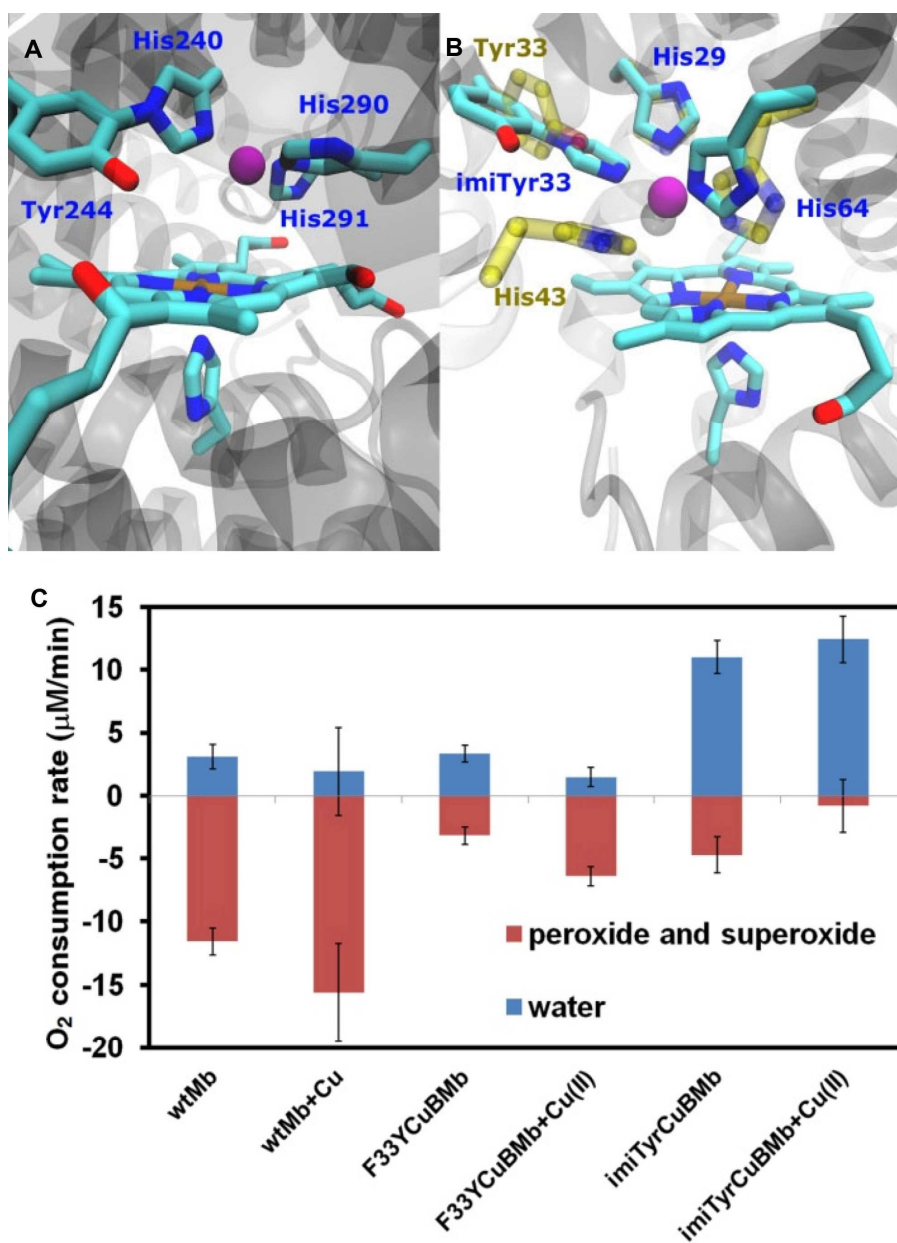 A
His240
His290
Tyr244
His291
B
Tyr33
His29
imiTyr33
His64
His43
C
O₂ consumption rate (µM/min)
15
10
5
0
-5
-10
-15
-20
peroxide and superoxide
water
wtMb
wtMb+Cu
F33YCuBMb
F33YCuBMb+Cu(II)
imiTyrCuBMb
imiTyrCuBMb+Cu(II)